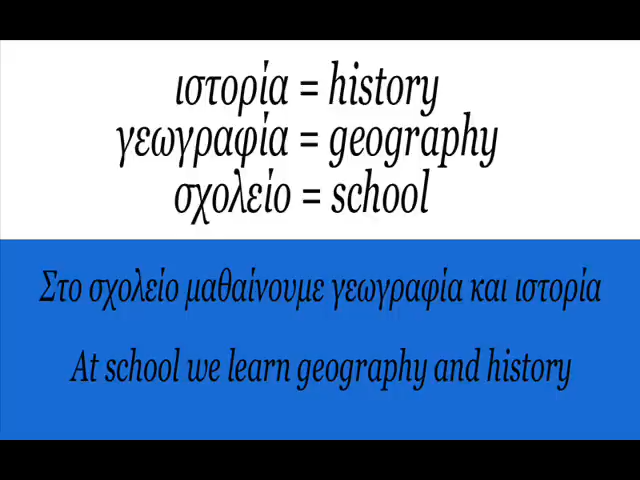 ιστορία = history
γεωγραφία = geography
σχολείο = school
Στο σχολείο μαθαίνουμε γεωγραφία και ιστορία
At school we learn geography and history